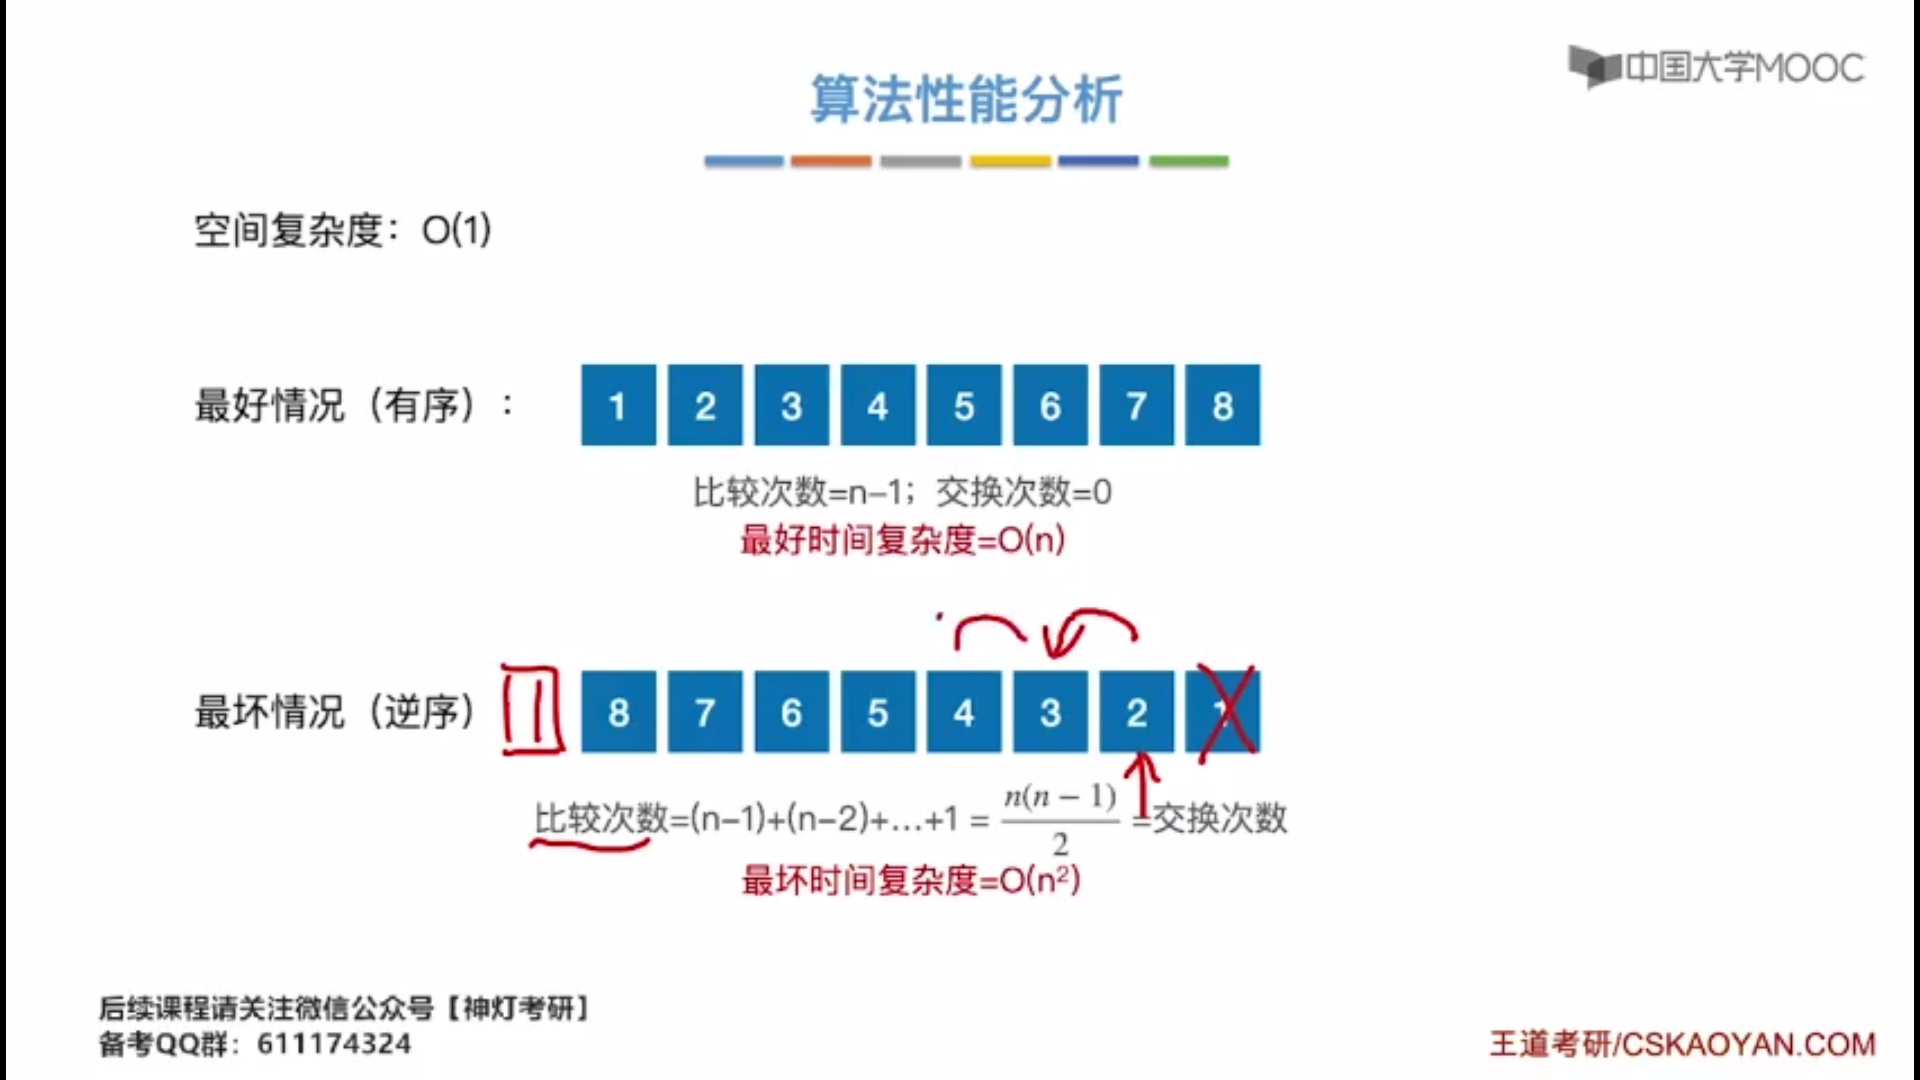 中国大学MOOC
算法性能分析
空间复杂度：O(1)
最好情况（有序）： 1 2 3 4 5 6 7 8
比较次数=n-1；交换次数=0
最好时间复杂度=O(n)
最坏情况（逆序） 1 8 7 6 5 4 3 2 1
比较次数=(n-1)+(n-2)+…+1 = n(n − 1)/2 =交换次数
最坏时间复杂度=O(n²)
后续课程请关注微信公众号【神灯考研】
备考QQ群：611174324
王道考研/CSKAOYAN.COM